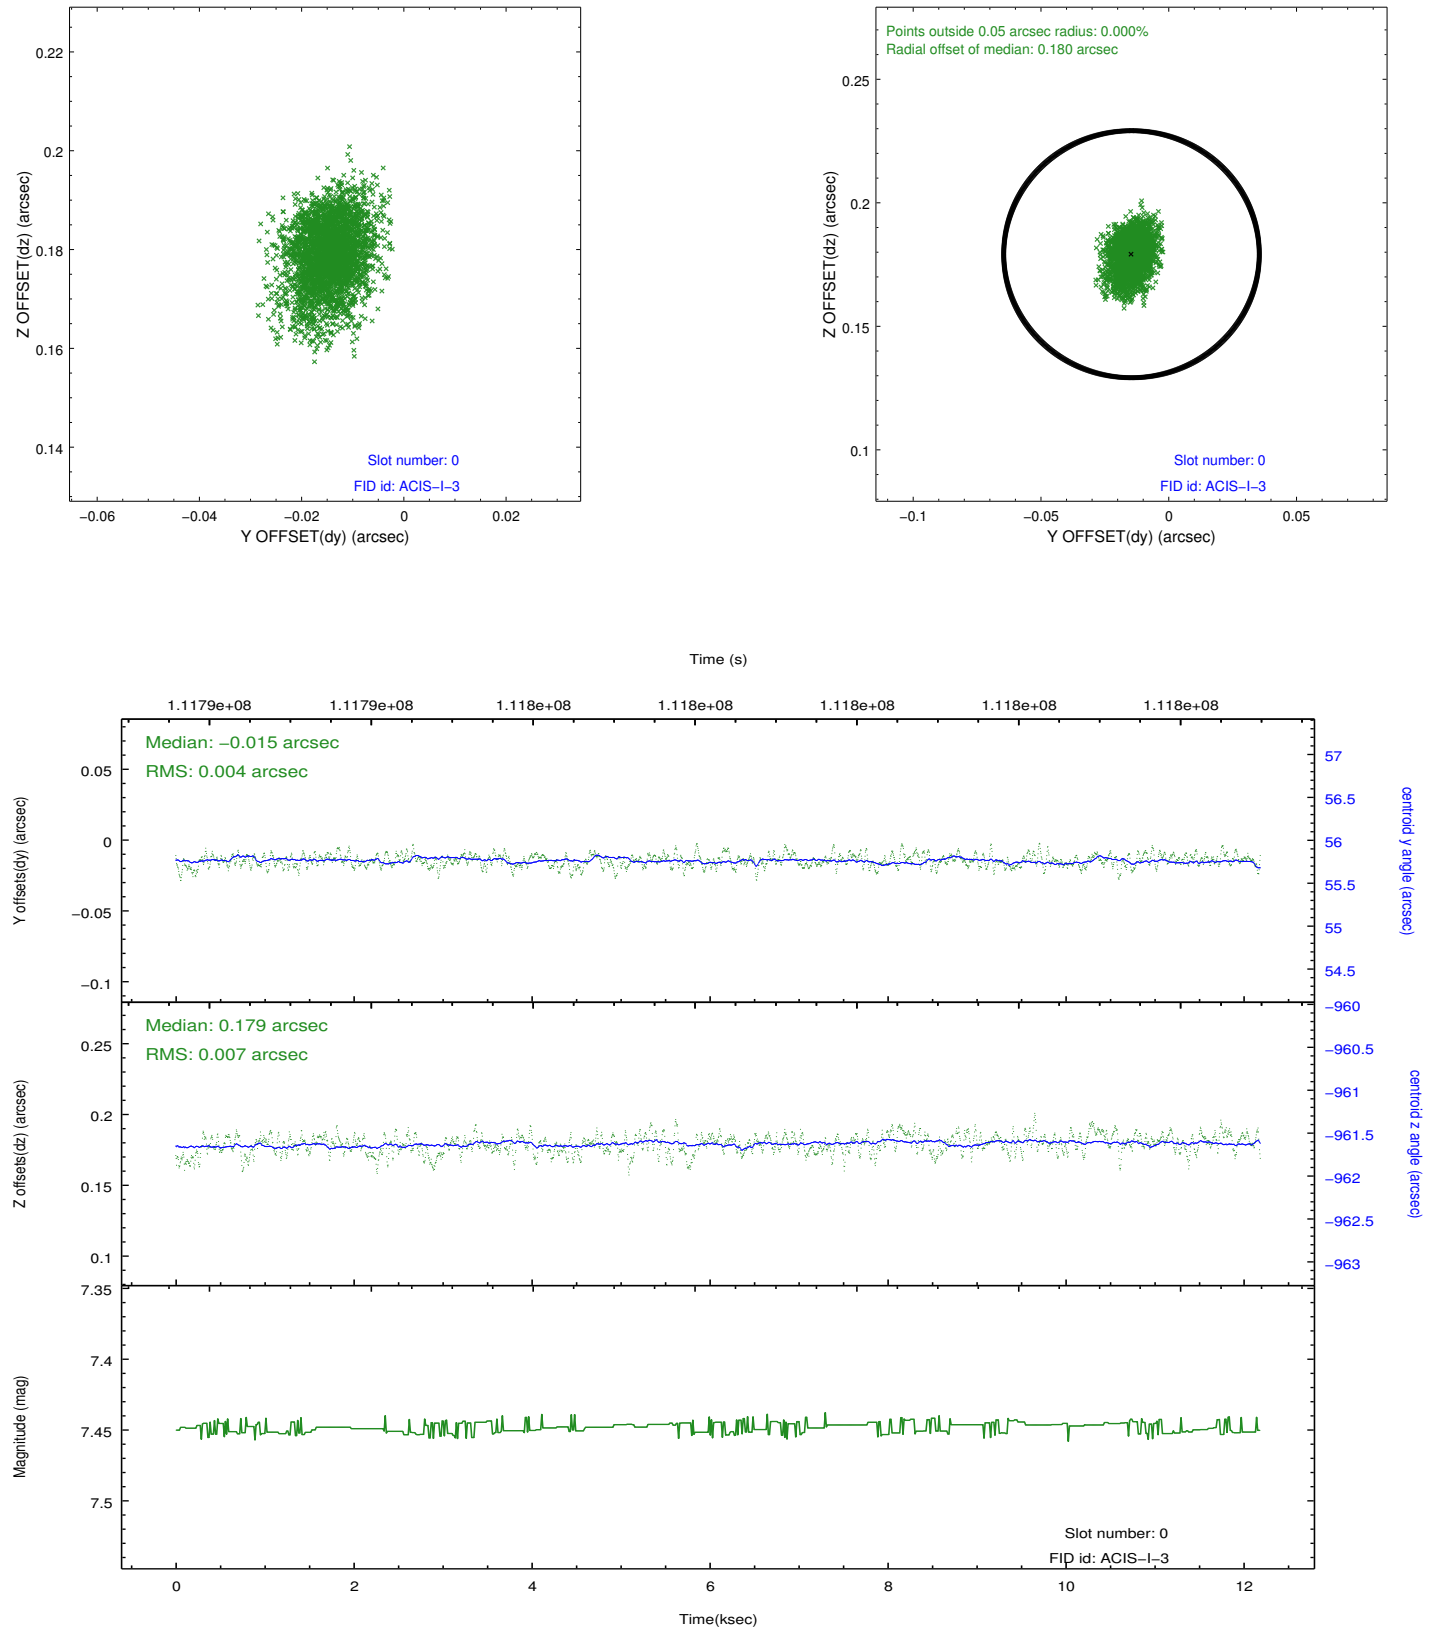 0.22
0.2
0.18
0.16
0.14
Z OFFSET(dz) (arcsec)
Slot number: 0
FID id: ACIS−I−3
−0.06
−0.04
−0.02
0
0.02
Y OFFSET(dy) (arcsec)
Points outside 0.05 arcsec radius: 0.000%
Radial offset of median: 0.180 arcsec
0.25
0.2
0.15
0.1
Z OFFSET(dz) (arcsec)
Slot number: 0
FID id: ACIS−I−3
−0.1
−0.05
0
0.05
Y OFFSET(dy) (arcsec)
Time (s)
1.1179e+08
1.1179e+08
1.118e+08
1.118e+08
1.118e+08
1.118e+08
1.118e+08
Median: −0.015 arcsec
RMS: 0.004 arcsec
0.05
0
−0.05
−0.1
Y offsets(dy) (arcsec)
57
56.5
56
55.5
55
54.5
centroid y angle (arcsec)
Median: 0.179 arcsec
RMS: 0.007 arcsec
0.25
0.2
0.15
0.1
Z offsets(dz) (arcsec)
−960
−960.5
−961
−961.5
−962
−962.5
−963
centroid z angle (arcsec)
7.35
7.4
7.45
7.5
Magnitude (mag)
Slot number: 0
FID id: ACIS−I−3
0
2
4
6
8
10
12
Time(ksec)